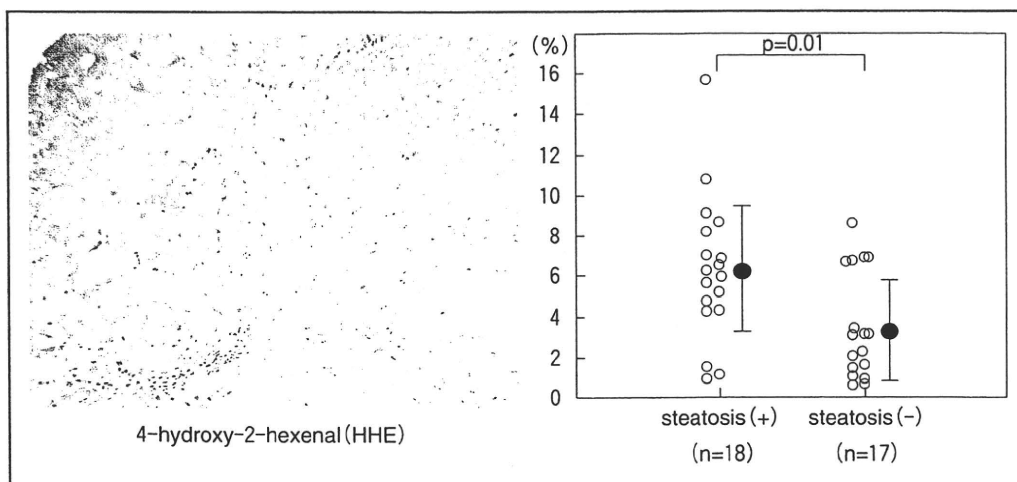 4-hydroxy-2-hexenal(HHE)
(%)
p=0.01
16
14
12
10
8
6
4
2
0
steatosis(+)
steatosis(-)
(n=18)
(n=17)